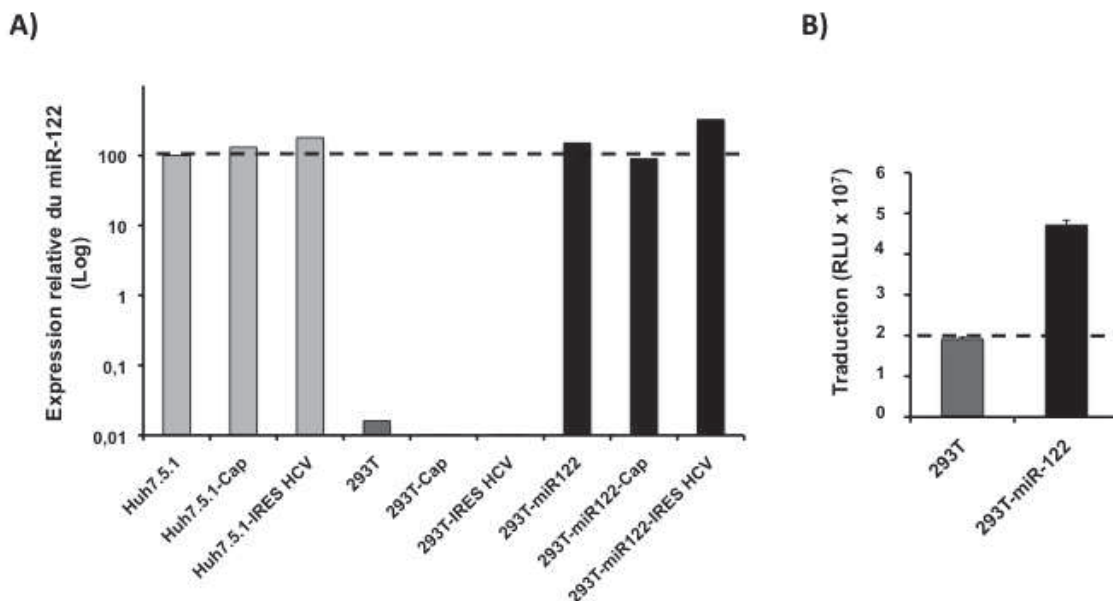 A)
Expression relative du miR-122
(Log)
100
10
1
0,1
0,01
Huh7.5.1
Huh7.5.1-Cap
Huh7.5.1-IRES HCV
293T
293T-Cap
293T-IRES HCV
293T-miR122
293T-miR122-Cap
293T-miR122-IRES HCV
B)
Traduction (RLU x 10⁷)
6
5
4
3
2
1
0
293T
293T-miR-122